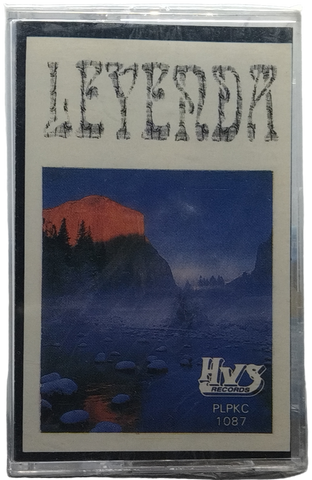 LEYENDA
HVS
RECORDS
PLPKC
1087